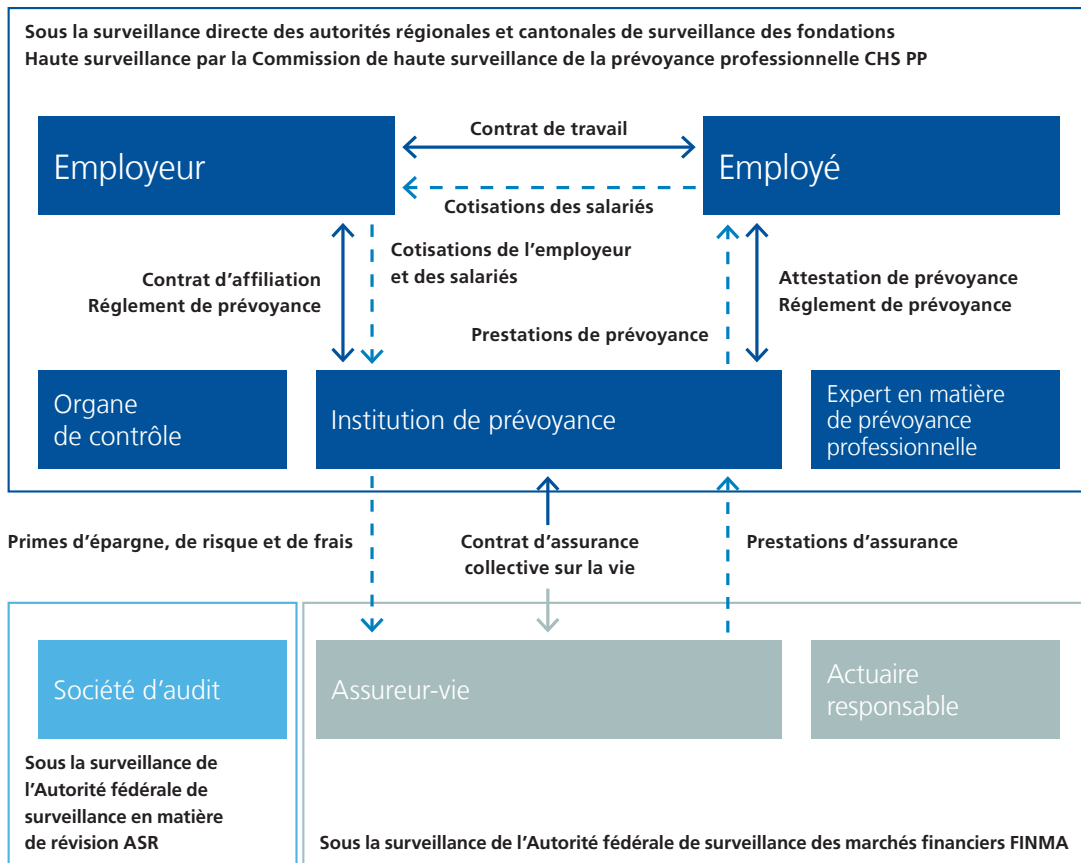 Sous la surveillance directe des autorités régionales et cantonales de surveillance des fondations
Haute surveillance par la Commission de haute surveillance de la prévoyance professionnelle CHS PP
Contrat de travail
Employeur
Employé
Cotisations des salariés
Cotisations de l’employeur
et des salariés
Contrat d’affiliation
Réglement de prévoyance
Attestation de prévoyance
Réglement de prévoyance
Prestations de prévoyance
Organe
de contrôle
Institution de prévoyance
Expert en matière
de prévoyance
professionnelle
Primes d’épargne, de risque et de frais
Contrat d’assurance
collective sur la vie
Prestations d’assurance
Société d’audit
Assureur-vie
Actuaire
responsable
Sous la surveillance de
l’Autorité fédérale de
surveillance en matière
de révision ASR
Sous la surveillance de l’Autorité fédérale de surveillance des marchés financiers FINMA